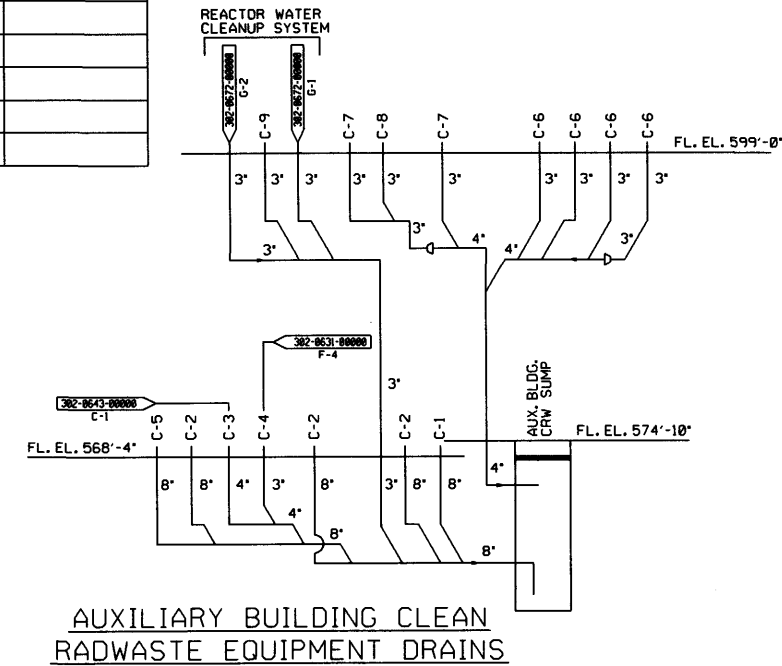 REACTOR WATER
CLEANUP SYSTEM
302-0672-00000
G-2
302-0672-00000
G-1
C-9
C-7
C-8
C-7
C-6
C-6
C-6
C-6
FL. EL. 599'-0"
3" 3" 3" 3" 3" 3" 3" 3" 3" 3"
3" 3" 4" 4" 3"
302-0631-00000
F-4
302-0643-00000
C-1
3"
AUX. BLDG.
CRW SUMP
C-5
C-2
C-3
C-4
C-2
C-2
C-1
FL. EL. 568'-4"
FL. EL. 574'-10"
8" 8" 4" 3" 8" 3" 8" 8" 4"
4"
8"
8"
AUXILIARY BUILDING CLEAN
RADWASTE EQUIPMENT DRAINS